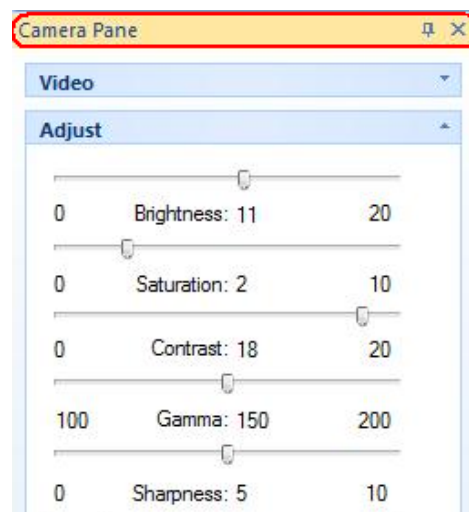 Camera Pane
Video
Adjust
0 Brightness: 11 20
0 Saturation: 2 10
0 Contrast: 18 20
100 Gamma: 150 200
0 Sharpness: 5 10